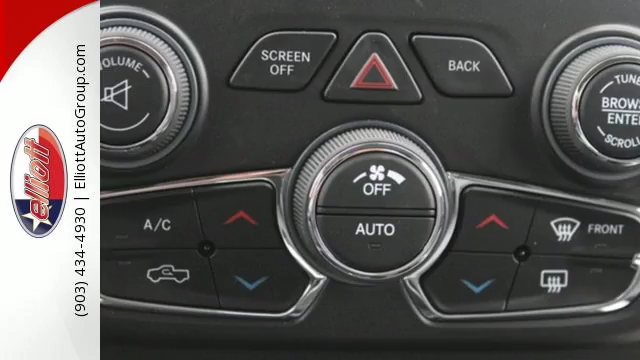 elliott
(903) 434-4930 | ElliottAutoGroup.com
VOLUME
SCREEN
OFF
BACK
TUNE
BROWSE
ENTER
SCROLL
OFF
AUTO
A/C
FRONT